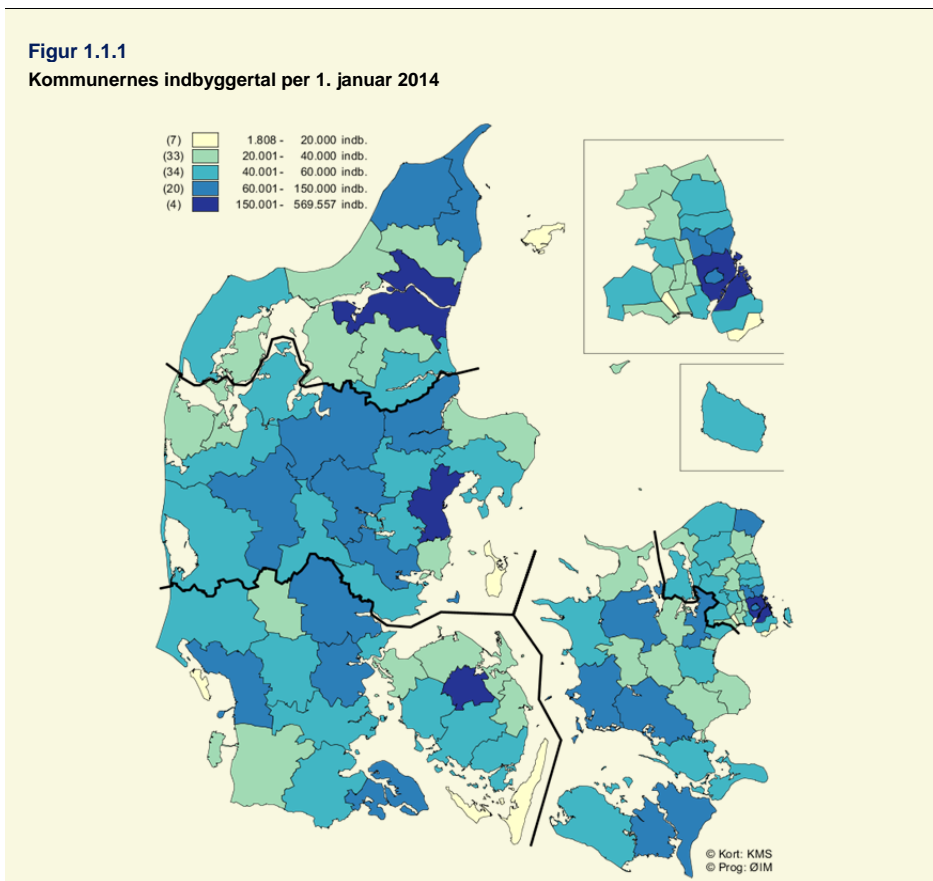 Figur 1.1.1
Kommunernes indbyggertal per 1. januar 2014
(7) 1.808 - 20.000 indb.
(33) 20.001- 40.000 indb.
(34) 40.001- 60.000 indb.
(20) 60.001- 150.000 indb.
(4) 150.001- 569.557 indb.
© Kort: KMS
© Prog: ØIM